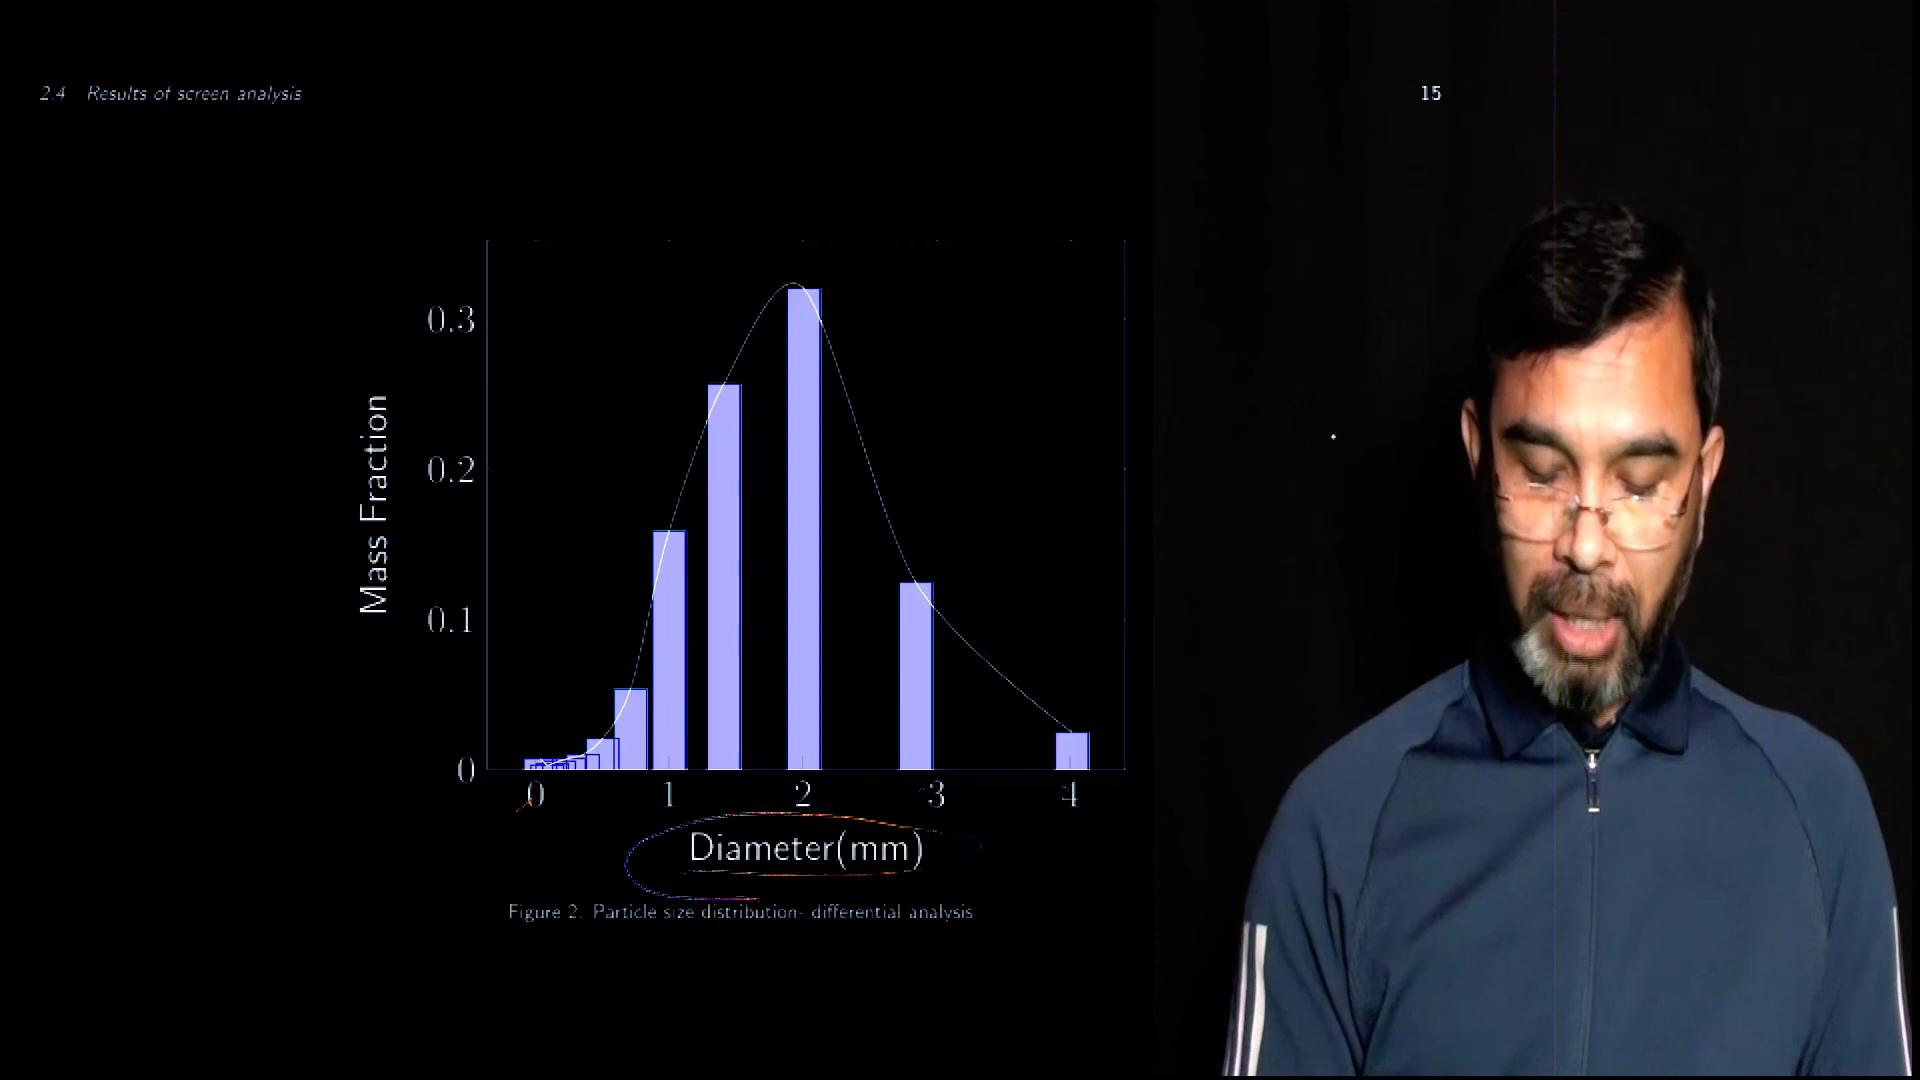 2.4 Results of screen analysis
15
Mass Fraction
0.3
0.2
0.1
0
0 1 2 3 4
Diameter(mm)
Figure 2: Particle size distribution- differential analysis